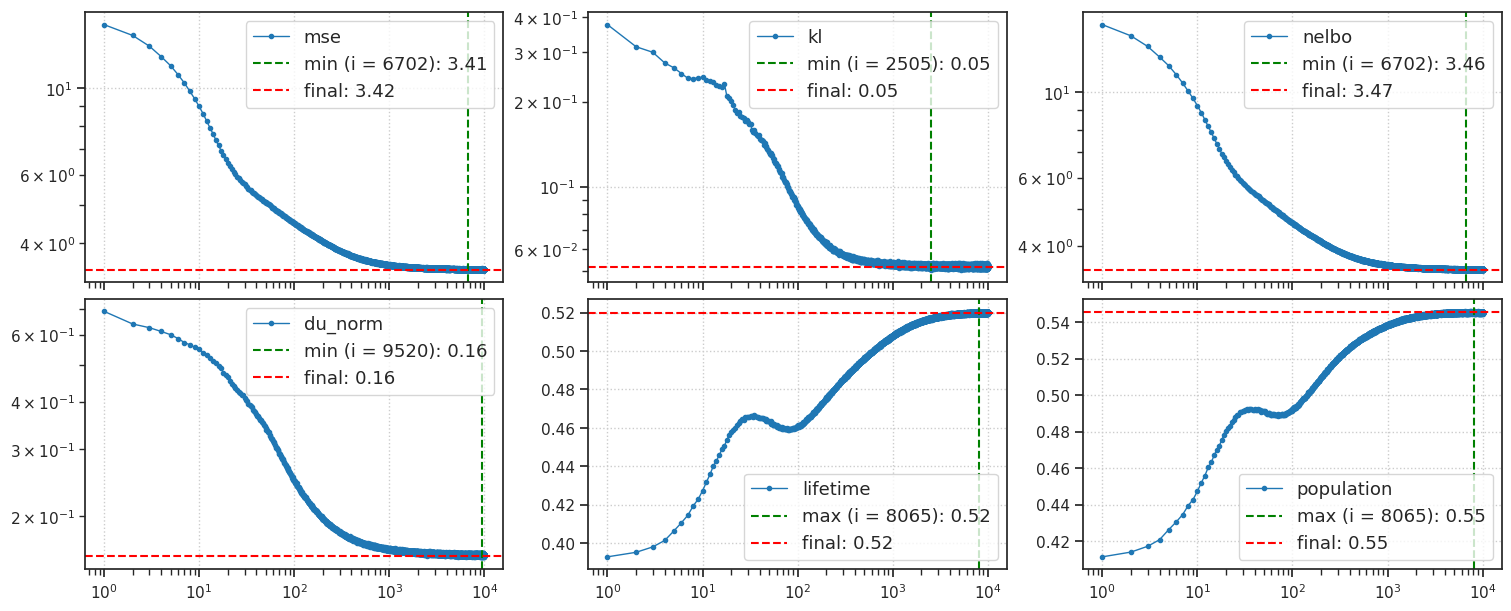 mse
min (i = 6702): 3.41
final: 3.42
10¹
6 × 10⁰
4 × 10⁰
kl
min (i = 2505): 0.05
final: 0.05
4 × 10⁻¹
3 × 10⁻¹
2 × 10⁻¹
10⁻¹
6 × 10⁻²
nelbo
min (i = 6702): 3.46
final: 3.47
10¹
6 × 10⁰
4 × 10⁰
du_norm
min (i = 9520): 0.16
final: 0.16
6 × 10⁻¹
4 × 10⁻¹
3 × 10⁻¹
2 × 10⁻¹
10⁰ 10¹ 10² 10³ 10⁴
0.52
0.50
0.48
0.46
0.44
0.42
0.40
lifetime
max (i = 8065): 0.52
final: 0.52
10⁰ 10¹ 10² 10³ 10⁴
0.54
0.52
0.50
0.48
0.46
0.44
0.42
population
max (i = 8065): 0.55
final: 0.55
10⁰ 10¹ 10² 10³ 10⁴